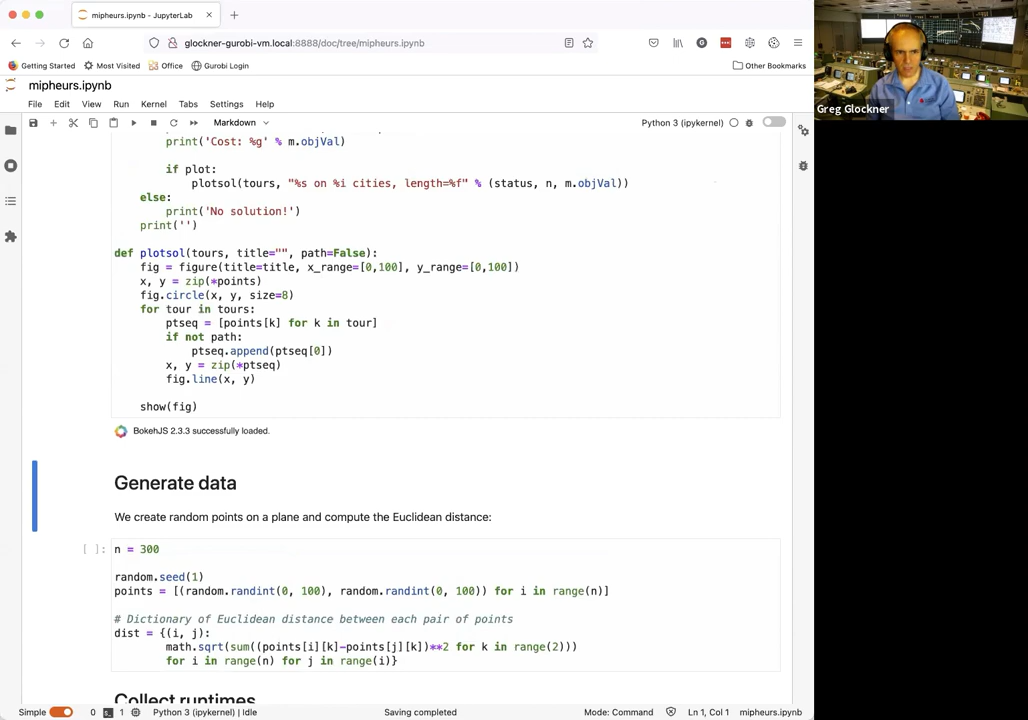 mipheurs.ipynb - JupyterLab
glockner-gurobi-vm.local:8888/doc/tree/mipheurs.ipynb
Getting Started Most Visited Office Gurobi Login Other Bookmarks
mipheurs.ipynb
File Edit View Run Kernel Tabs Settings Help
Markdown Python 3 (ipykernel)
print('Cost: %g' % m.objVal)
if plot:
plotsol(tours, "%s on %i cities, length=%f" % (status, n, m.objVal))
else:
print('No solution!')
print('')
def plotsol(tours, title="", path=False):
fig = figure(title=title, x_range=[0,100], y_range=[0,100])
x, y = zip(*points)
fig.circle(x, y, size=8)
for tour in tours:
ptseq = [points[k] for k in tour]
if not path:
ptseq.append(ptseq[0])
x, y = zip(*ptseq)
fig.line(x, y)
show(fig)
BokehJS 2.3.3 successfully loaded.
Generate data
We create random points on a plane and compute the Euclidean distance:
[ ]: n = 300
random.seed(1)
points = [(random.randint(0, 100), random.randint(0, 100)) for i in range(n)]
# Dictionary of Euclidean distance between each pair of points
dist = {(i, j):
math.sqrt(sum((points[i][k]-points[j][k])**2 for k in range(2)))
for i in range(n) for j in range(i)}
Collect runtimes
Simple 0 1 Python 3 (ipykernel) | Idle Saving completed Mode: Command Ln 1, Col 1 mipheurs.ipynb
Greg Glockner